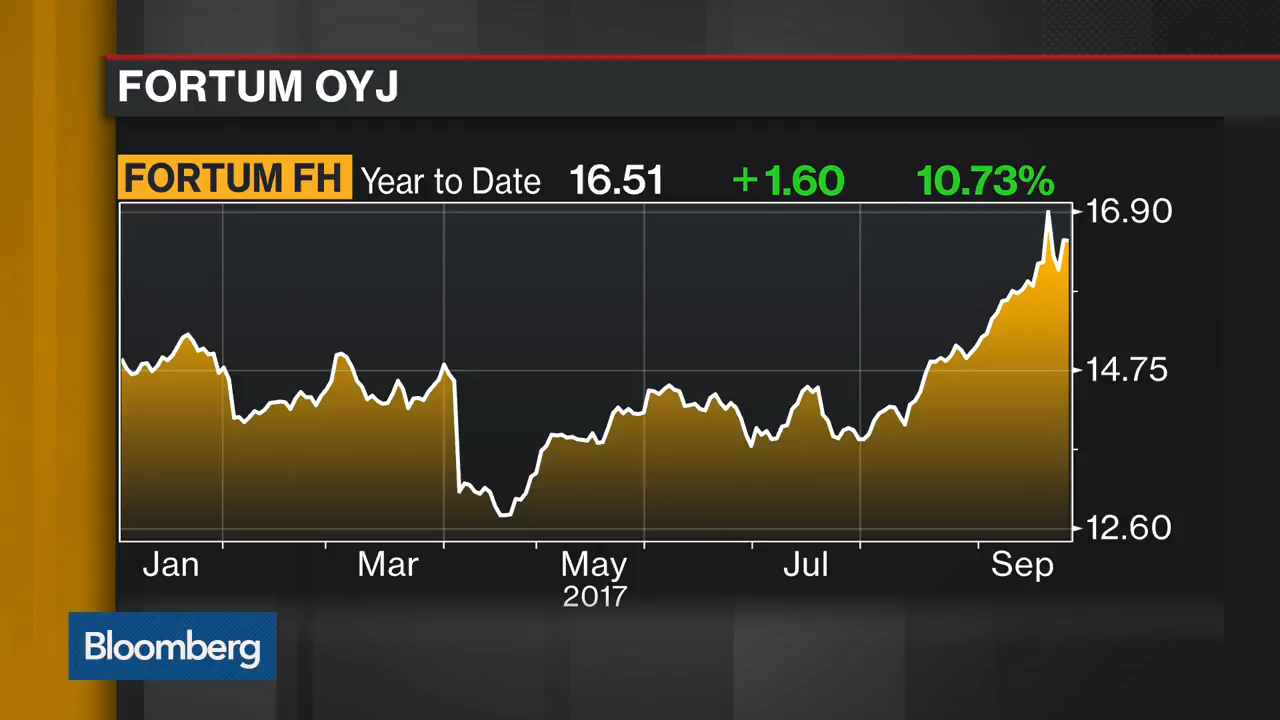 FORTUM OYJ
FORTUM FH Year to Date 16.51 +1.60 10.73%
16.90
14.75
12.60
Jan Mar May Jul Sep
2017
Bloomberg